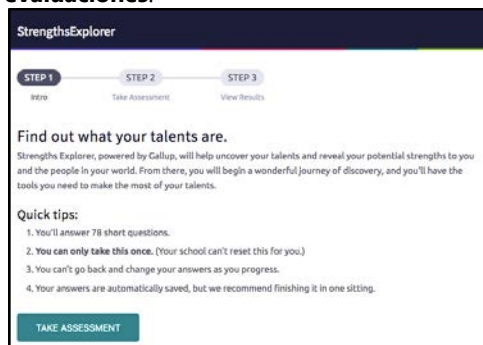 evaluaciones.
StrengthsExplorer
STEP 1 STEP 2 STEP 3
Intro Take Assessment View Results
Find out what your talents are.
Strengths Explorer, powered by Gallup, will help uncover your talents and reveal your potential strengths to you
and the people in your world. From there, you will begin a wonderful journey of discovery, and you'll have the
tools you need to make the most of your talents.
Quick tips:
1. You'll answer 78 short questions.
2. You can only take this once. (Your school can't reset this for you.)
3. You can't go back and change your answers as you progress.
4. Your answers are automatically saved, but we recommend finishing it in one sitting.
TAKE ASSESSMENT